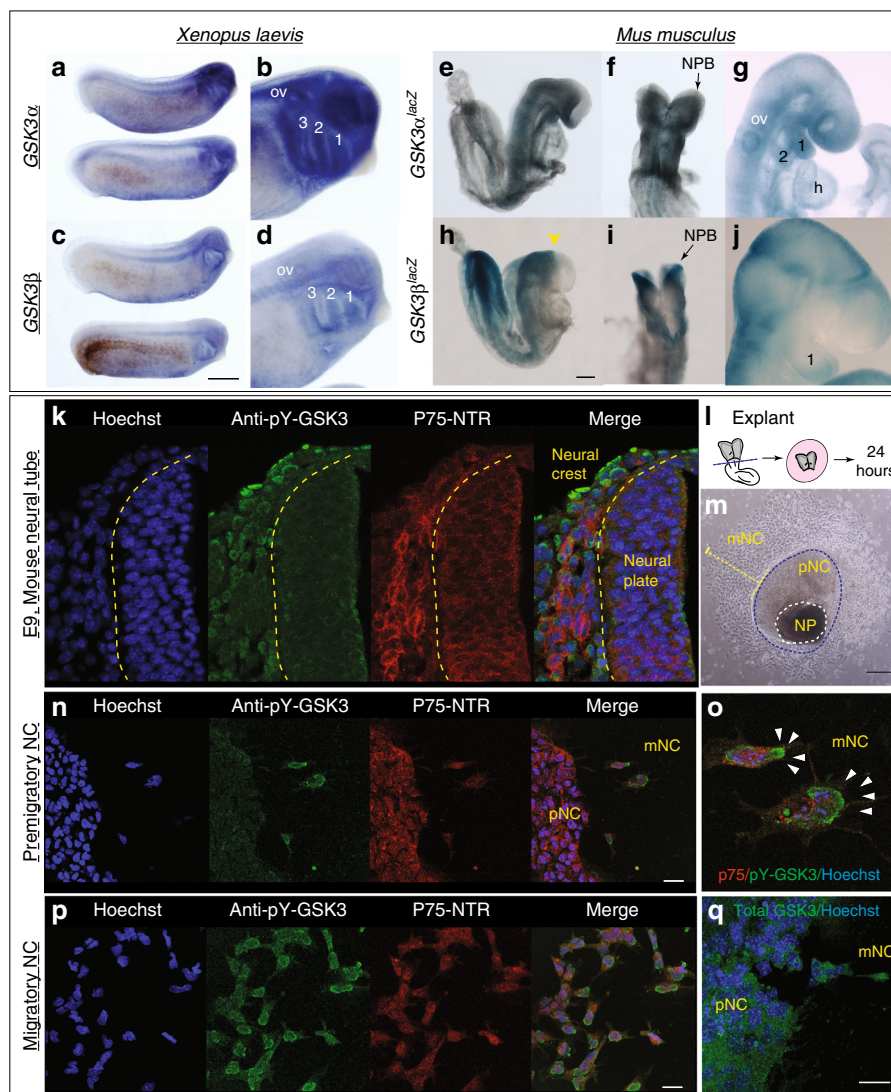 Xenopus laevis
Mus musculus
GSK3α
a
b
ov
3
2
1
GSK3α^lacZ
e
f
NPB
g
ov
1
2
h
GSK3β
c
d
ov
3
2
1
GSK3β^lacZ
h
i
NPB
j
1
E9. Mouse neural tube
k
Hoechst
Anti-pY-GSK3
P75-NTR
Merge
Neural
crest
Neural
plate
l
Explant
24
hours
m
mNC
pNC
NP
Premigratory NC
n
Hoechst
Anti-pY-GSK3
P75-NTR
Merge
mNC
pNC
o
mNC
p75/pY-GSK3/Hoechst
Migratory NC
p
Hoechst
Anti-pY-GSK3
P75-NTR
Merge
q
Total GSK3/Hoechst
mNC
pNC